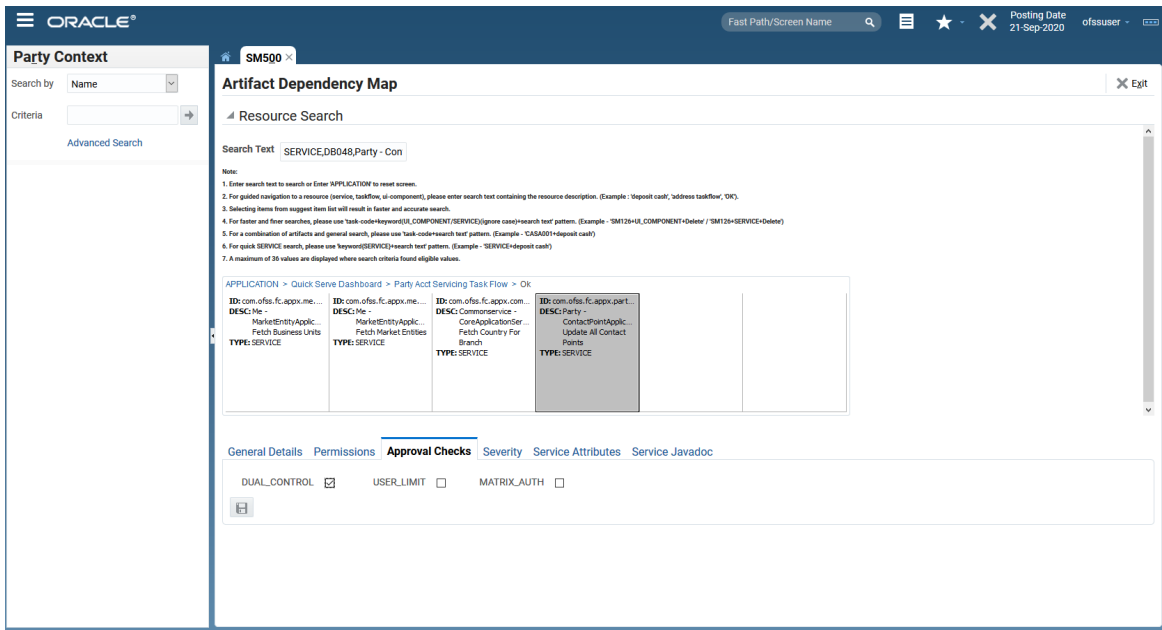 ORACLE®
Fast Path/Screen Name
Posting Date
21-Sep-2020
ofssuser
Party Context
Search by Name
Criteria
Advanced Search
SM500
Artifact Dependency Map
Exit
Resource Search
Search Text SERVICE,DB048,Party - Con
Note:
1. Enter search text to search or Enter 'APPLICATION' to reset screen.
2. For guided navigation to a resource (service, taskflow, ui-component), please enter search text containing the resource description. (Example : 'deposit cash', 'address taskflow', 'OK').
3. Selecting items from suggest item list will result in faster and accurate search.
4. For faster and finer searches, please use 'task-code+keyword(UI_COMPONENT/SERVICE)(ignore case)+search text' pattern. (Example - 'SM126+UI_COMPONENT+Delete' / 'SM126+SERVICE+Delete')
5. For a combination of artifacts and general search, please use 'task-code+search text' pattern. (Example - 'CASA001+deposit cash')
6. For quick SERVICE search, please use 'keyword(SERVICE)+search text' pattern. (Example - 'SERVICE+deposit cash')
7. A maximum of 36 values are displayed where search criteria found eligible values.
APPLICATION > Quick Serve Dashboard > Party Acct Servicing Task Flow > Ok
ID: com.ofss.fc.appx.me....
DESC: Me -
MarketEntityApplic...
Fetch Business Units
TYPE: SERVICE
ID: com.ofss.fc.appx.me....
DESC: Me -
MarketEntityApplic...
Fetch Market Entities
TYPE: SERVICE
ID: com.ofss.fc.appx.com...
DESC: Commonservice -
CoreApplicationSer...
Fetch Country For
Branch
TYPE: SERVICE
ID: com.ofss.fc.appx.part...
DESC: Party -
ContactPointApplic...
Update All Contact
Points
TYPE: SERVICE
General Details Permissions Approval Checks Severity Service Attributes Service Javadoc
DUAL_CONTROL USER_LIMIT MATRIX_AUTH